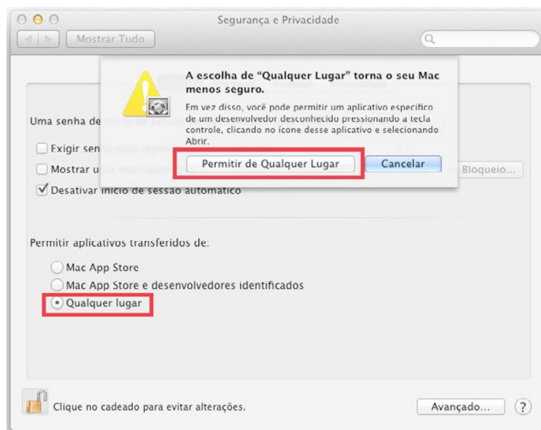 Segurança e Privacidade
Mostrar Tudo
A escolha de “Qualquer Lugar” torna o seu Mac
menos seguro.
Em vez disso, você pode permitir um aplicativo específico
de um desenvolvedor desconhecido pressionando a tecla
controle, clicando no ícone desse aplicativo e selecionando
Abrir.
Permitir de Qualquer Lugar
Cancelar
Uma senha de
Exigir sen
Mostrar u
Bloqueio...
Desativar início de sessão automático
Permitir aplicativos transferidos de:
Mac App Store
Mac App Store e desenvolvedores identificados
Qualquer lugar
Clique no cadeado para evitar alterações.
Avançado...
?